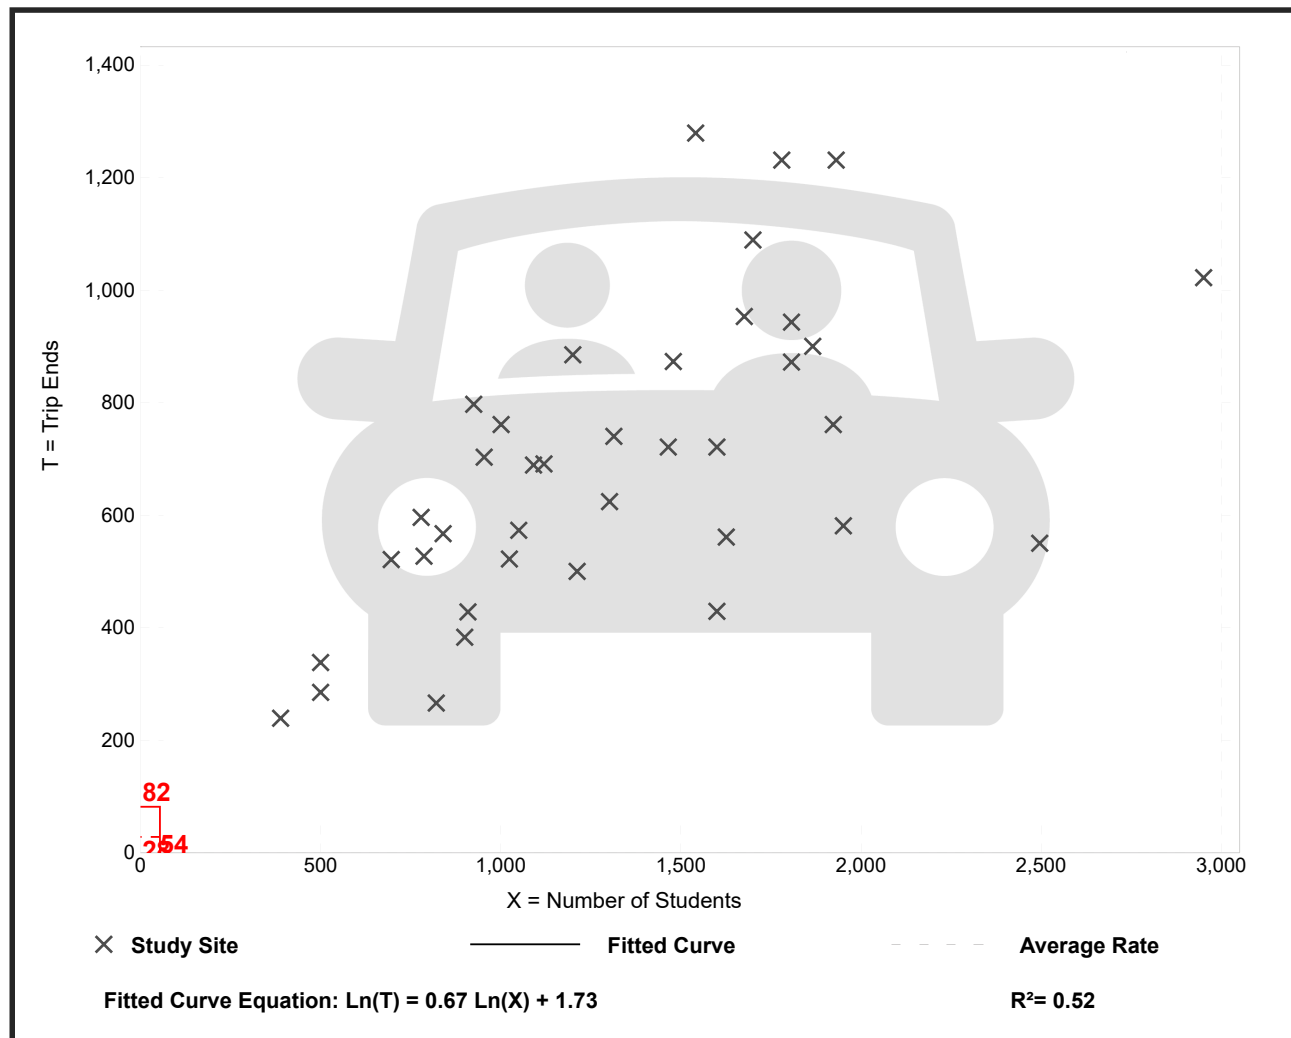 1,400
1,200
1,000
800
600
400
200
0
T = Trip Ends
82
54
0 500 1,000 1,500 2,000 2,500 3,000
X = Number of Students
Study Site Fitted Curve Average Rate
Fitted Curve Equation: Ln(T) = 0.67 Ln(X) + 1.73 R²= 0.52